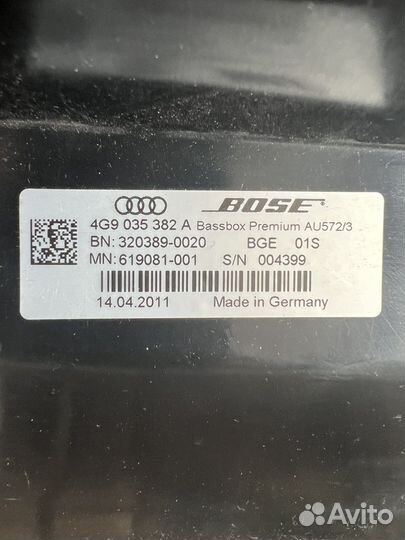 BOSE
4G9 035 382 A Bassbox Premium AU572/3
BN: 320389-0020 BGE 01S
MN: 619081-001 S/N 004399
14.04.2011 Made in Germany
Avito